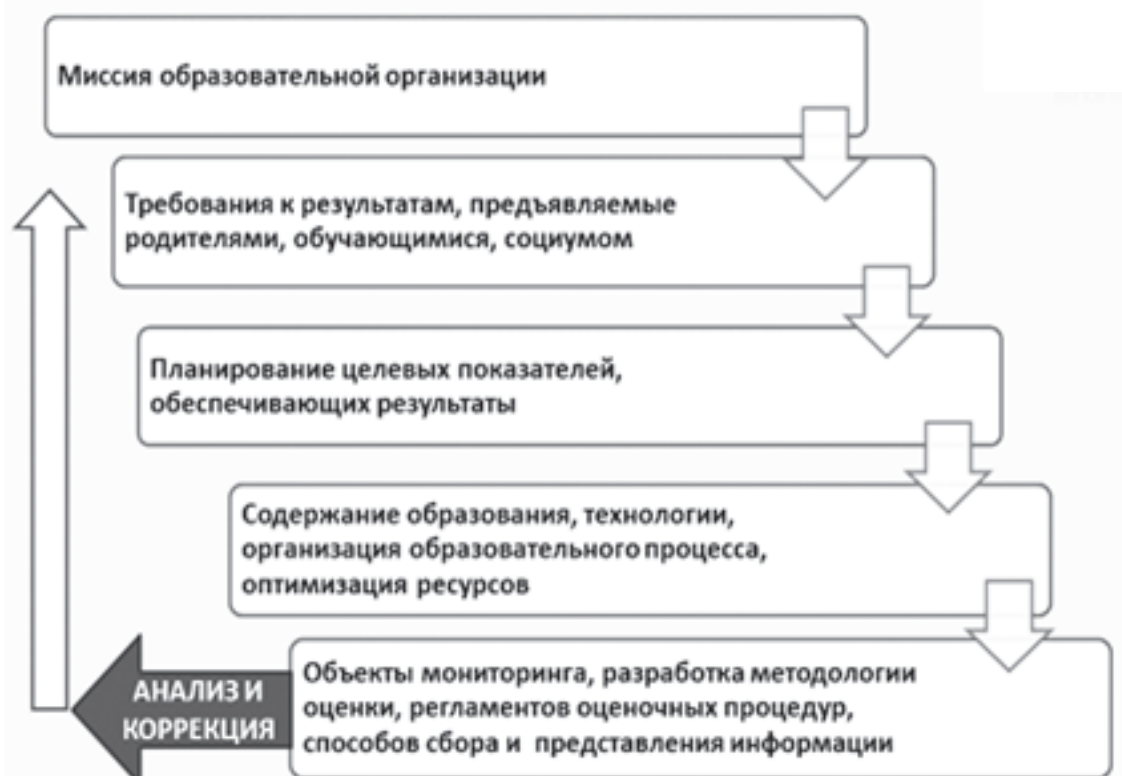 Миссия образовательной организации
Требования к результатам, предъявляемые
родителями, обучающимися, социумом
Планирование целевых показателей,
обеспечивающих результаты
Содержание образования, технологии,
организация образовательного процесса,
оптимизация ресурсов
Объекты мониторинга, разработка методологии
оценки, регламентов оценочных процедур,
способов сбора и представления информации
АНАЛИЗ И
КОРРЕКЦИЯ